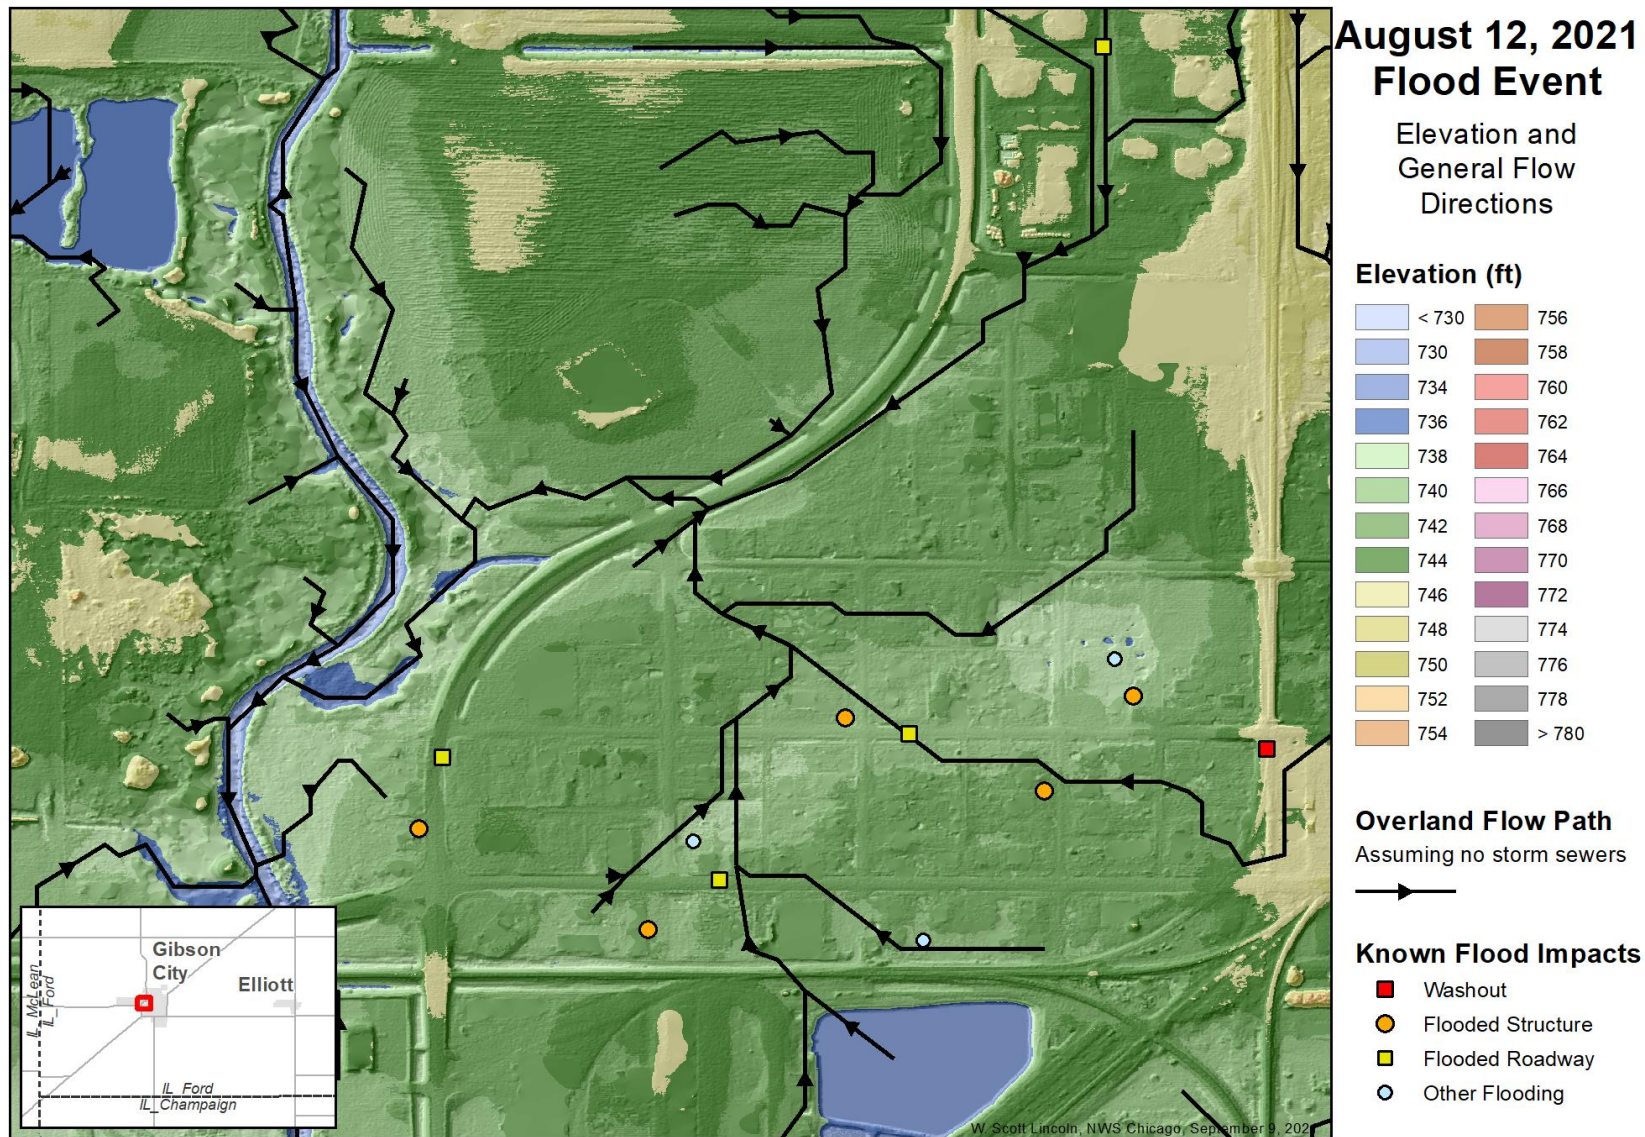 August 12, 2021
Flood Event
Elevation and
General Flow
Directions
Elevation (ft)
< 730
730
734
736
738
740
742
744
746
748
750
752
754
756
758
760
762
764
766
768
770
772
774
776
778
> 780
Overland Flow Path
Assuming no storm sewers
Known Flood Impacts
Washout
Flooded Structure
Flooded Roadway
Other Flooding
Gibson
City
Elliott
IL_McLean
IL_Ford
IL_Ford
IL_Champaign
W. Scott Lincoln, NWS Chicago, September 9,